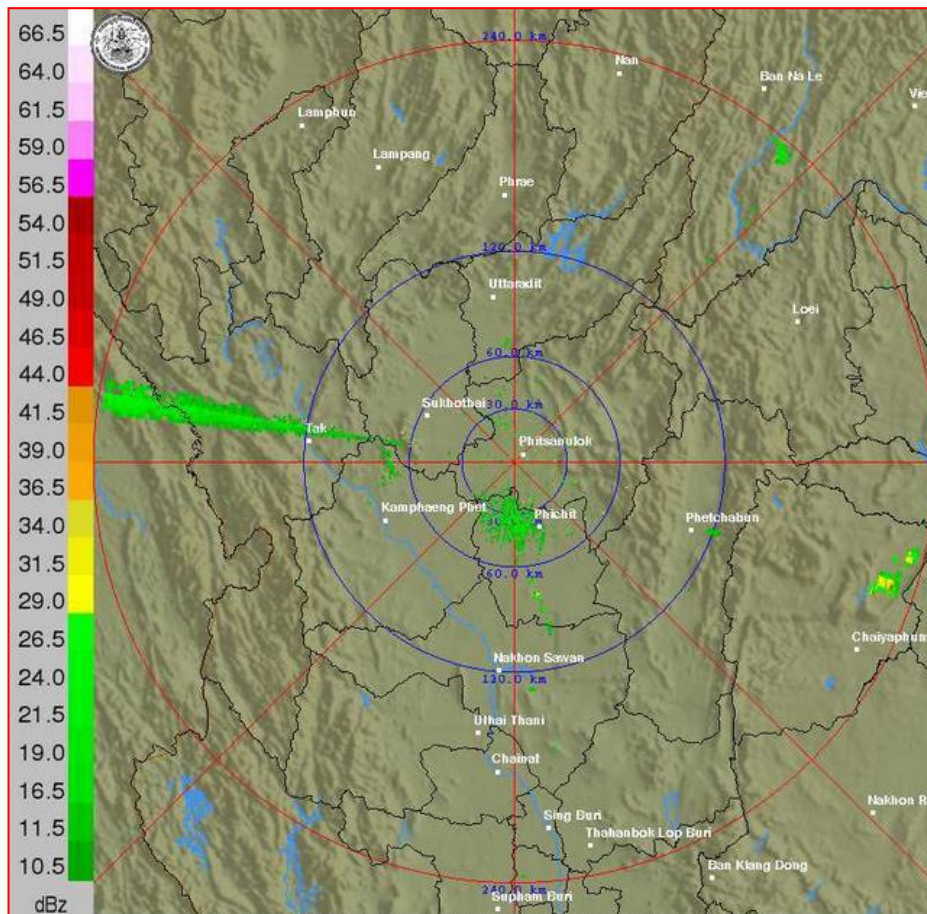 66.5
64.0
61.5
59.0
56.5
54.0
51.5
49.0
46.5
44.0
41.5
39.0
36.5
34.0
31.5
29.0
26.5
24.0
21.5
19.0
16.5
11.5
10.5
dBz
240.0 km
Nan
Ban Na Le
Vie
Lamphun
Lampang
Phrae
120.0 km
Uttaradit
Loei
60.0 km
30.0 km
Sukhothai
Tak
Phitsanulok
Kamphaeng Phet
Phichit
Phetchabun
60.0 km
Chaiyaphum
Nakhon Sawan
120.0 km
Uthai Thani
Chainat
Nakhon R
Sing Buri
Thahanbok Lop Buri
Ban Klang Dong
240.0 km
Supham Buri